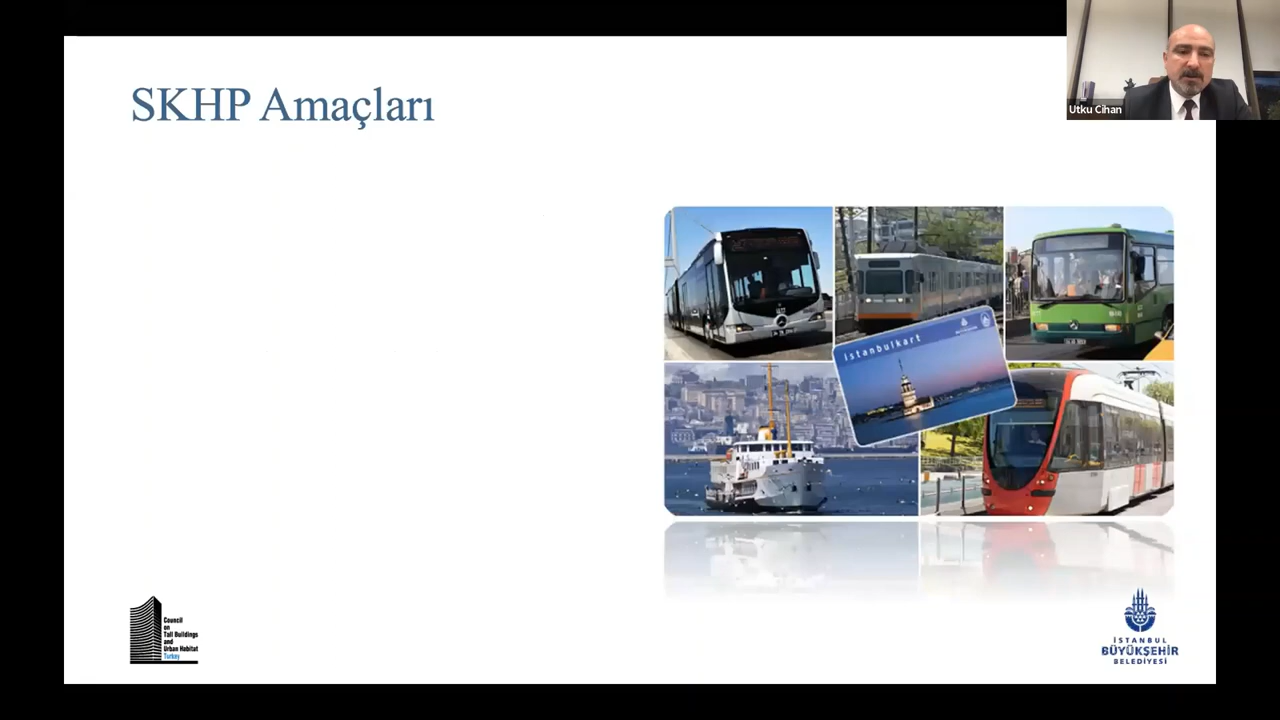 SKHP Amaçları
Utku Cihan
istanbulkart
Council
on
Tall Buildings
and
Urban Habitat
Turkey
İSTANBUL
BÜYÜKŞEHİR
BELEDİYESİ